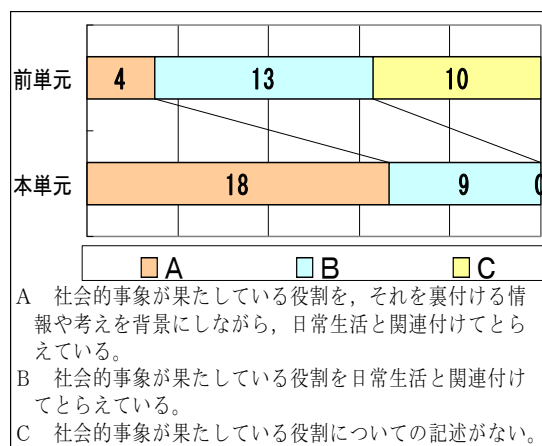 前単元 4 13 10
本単元 18 9 0
A B C
A 社会的事象が果たしている役割を，それを裏付ける情
報や考えを背景にしながら，日常生活と関連付けてとら
えている。
B 社会的事象が果たしている役割を日常生活と関連付け
てとらえている。
C 社会的事象が果たしている役割についての記述がない。